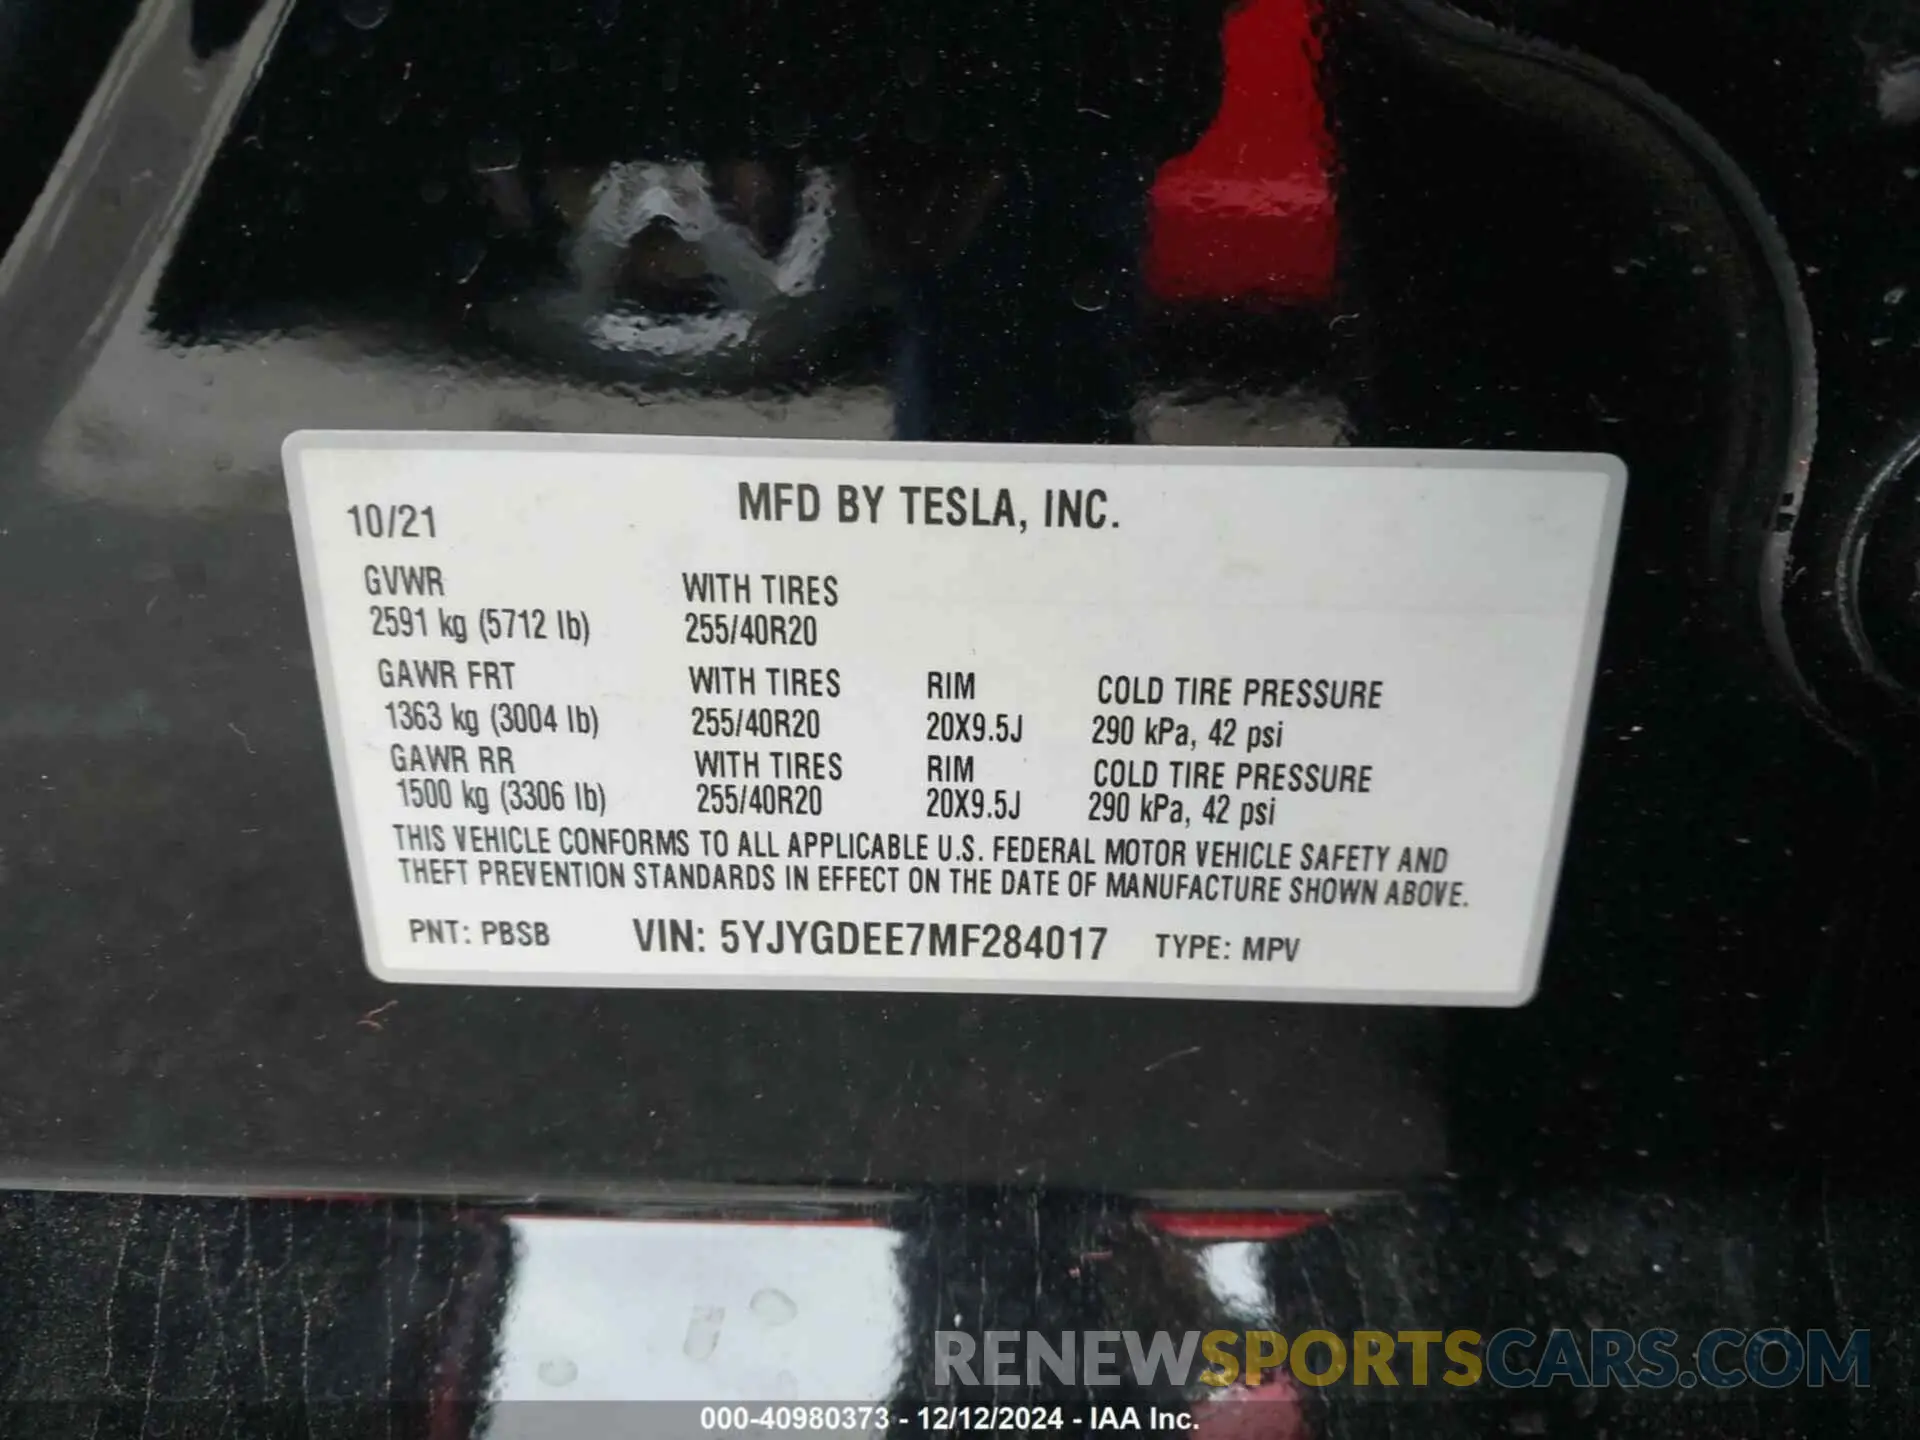 MFD BY TESLA, INC.
10/21
GVWR WITH TIRES
2591 kg (5712 lb) 255/40R20
GAWR FRT WITH TIRES RIM COLD TIRE PRESSURE
1363 kg (3004 lb) 255/40R20 20X9.5J 290 kPa, 42 psi
GAWR RR WITH TIRES RIM COLD TIRE PRESSURE
1500 kg (3306 lb) 255/40R20 20X9.5J 290 kPa, 42 psi
THIS VEHICLE CONFORMS TO ALL APPLICABLE U.S. FEDERAL MOTOR VEHICLE SAFETY AND
THEFT PREVENTION STANDARDS IN EFFECT ON THE DATE OF MANUFACTURE SHOWN ABOVE.
PNT: PBSB VIN: 5YJYGDEE7MF284017 TYPE: MPV
RENEWSPORTSCARS.COM
000-40980373 - 12/12/2024 - IAA Inc.